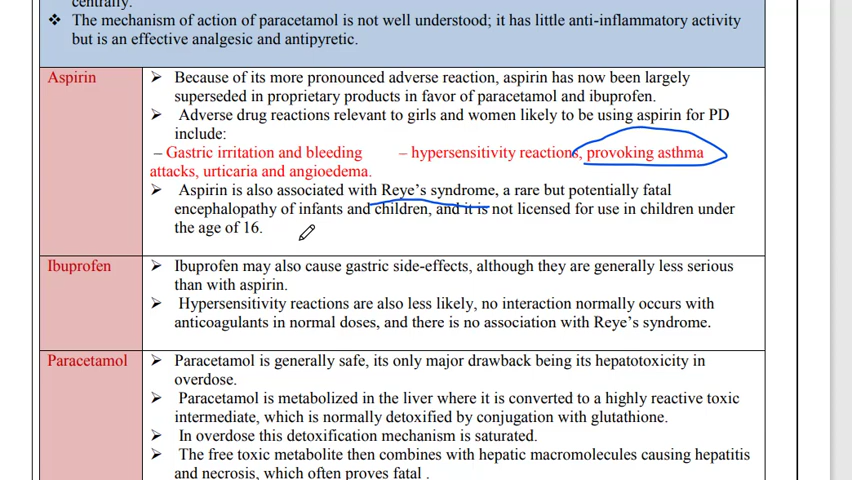 centrally.
❖ The mechanism of action of paracetamol is not well understood; it has little anti-inflammatory activity
but is an effective analgesic and antipyretic.
Aspirin
➢ Because of its more pronounced adverse reaction, aspirin has now been largely
superseded in proprietary products in favor of paracetamol and ibuprofen.
➢ Adverse drug reactions relevant to girls and women likely to be using aspirin for PD
include:
– Gastric irritation and bleeding – hypersensitivity reactions, provoking asthma
attacks, urticaria and angioedema.
➢ Aspirin is also associated with Reye's syndrome, a rare but potentially fatal
encephalopathy of infants and children, and it is not licensed for use in children under
the age of 16.
Ibuprofen
➢ Ibuprofen may also cause gastric side-effects, although they are generally less serious
than with aspirin.
➢ Hypersensitivity reactions are also less likely, no interaction normally occurs with
anticoagulants in normal doses, and there is no association with Reye's syndrome.
Paracetamol
➢ Paracetamol is generally safe, its only major drawback being its hepatotoxicity in
overdose.
➢ Paracetamol is metabolized in the liver where it is converted to a highly reactive toxic
intermediate, which is normally detoxified by conjugation with glutathione.
➢ In overdose this detoxification mechanism is saturated.
➢ The free toxic metabolite then combines with hepatic macromolecules causing hepatitis
and necrosis, which often proves fatal .